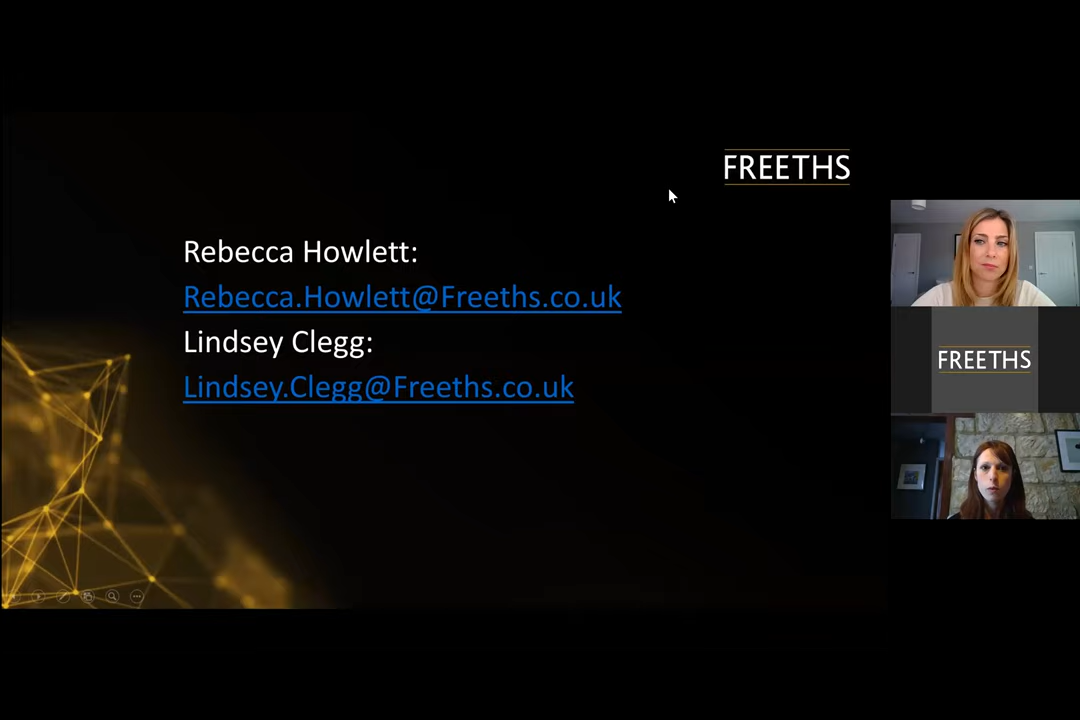 FREETHS
Rebecca Howlett:
Rebecca.Howlett@Freeths.co.uk
Lindsey Clegg:
Lindsey.Clegg@Freeths.co.uk
FREETHS